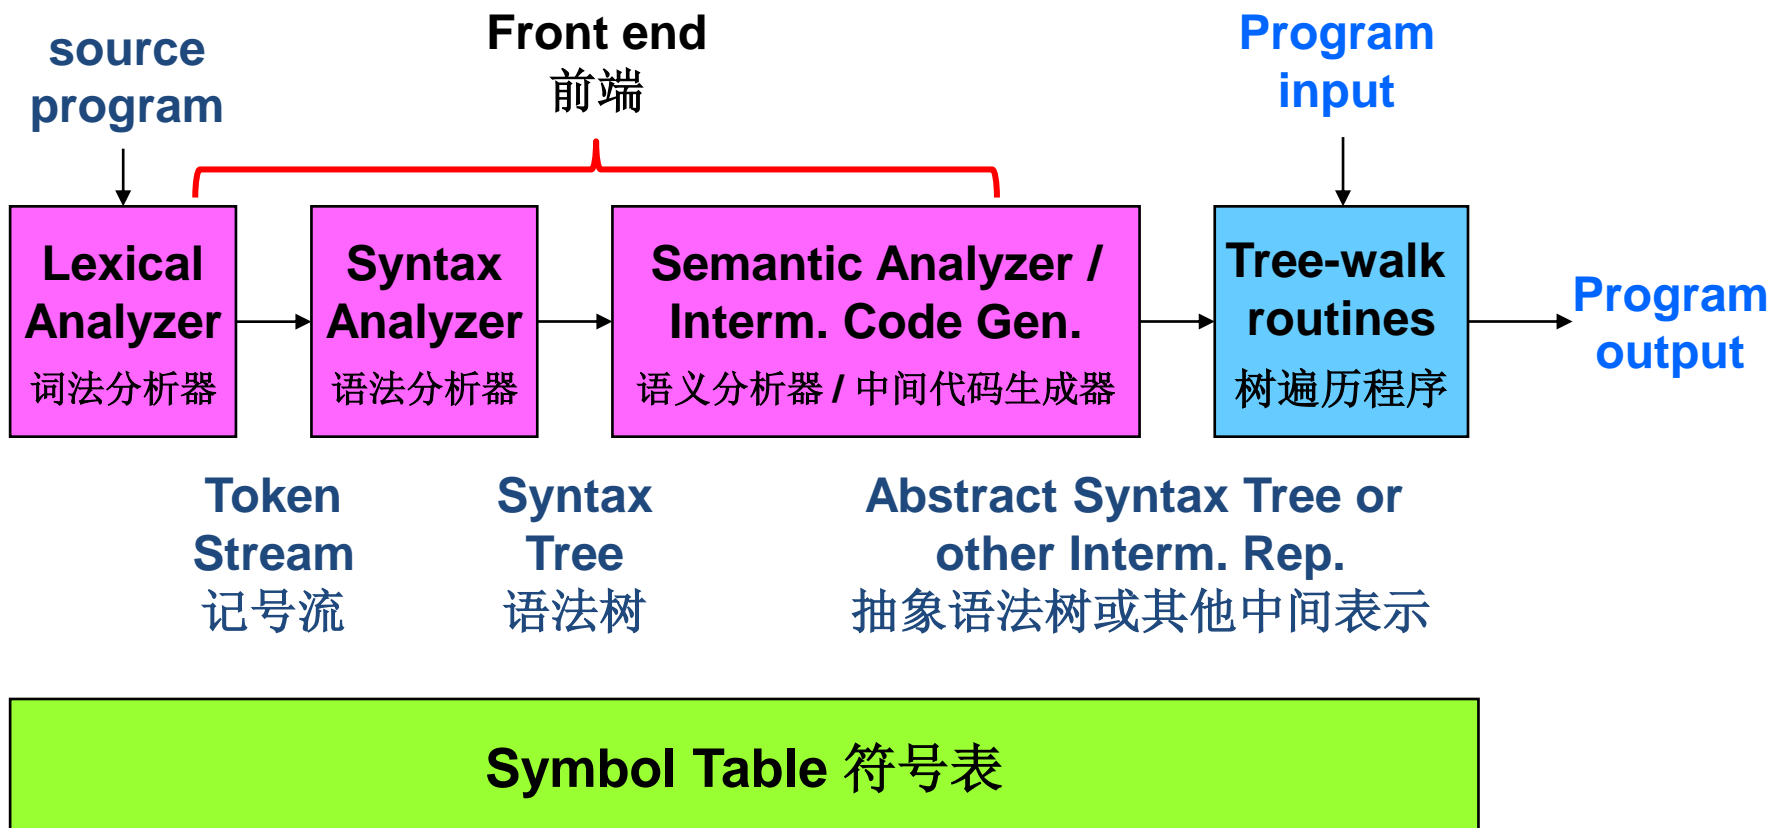 source
program
Front end
前端
Program
input
Lexical
Analyzer
词法分析器
Syntax
Analyzer
语法分析器
Semantic Analyzer /
Interm. Code Gen.
语义分析器 / 中间代码生成器
Tree-walk
routines
树遍历程序
Program
output
Token
Stream
记号流
Syntax
Tree
语法树
Abstract Syntax Tree or
other Interm. Rep.
抽象语法树或其他中间表示
Symbol Table 符号表